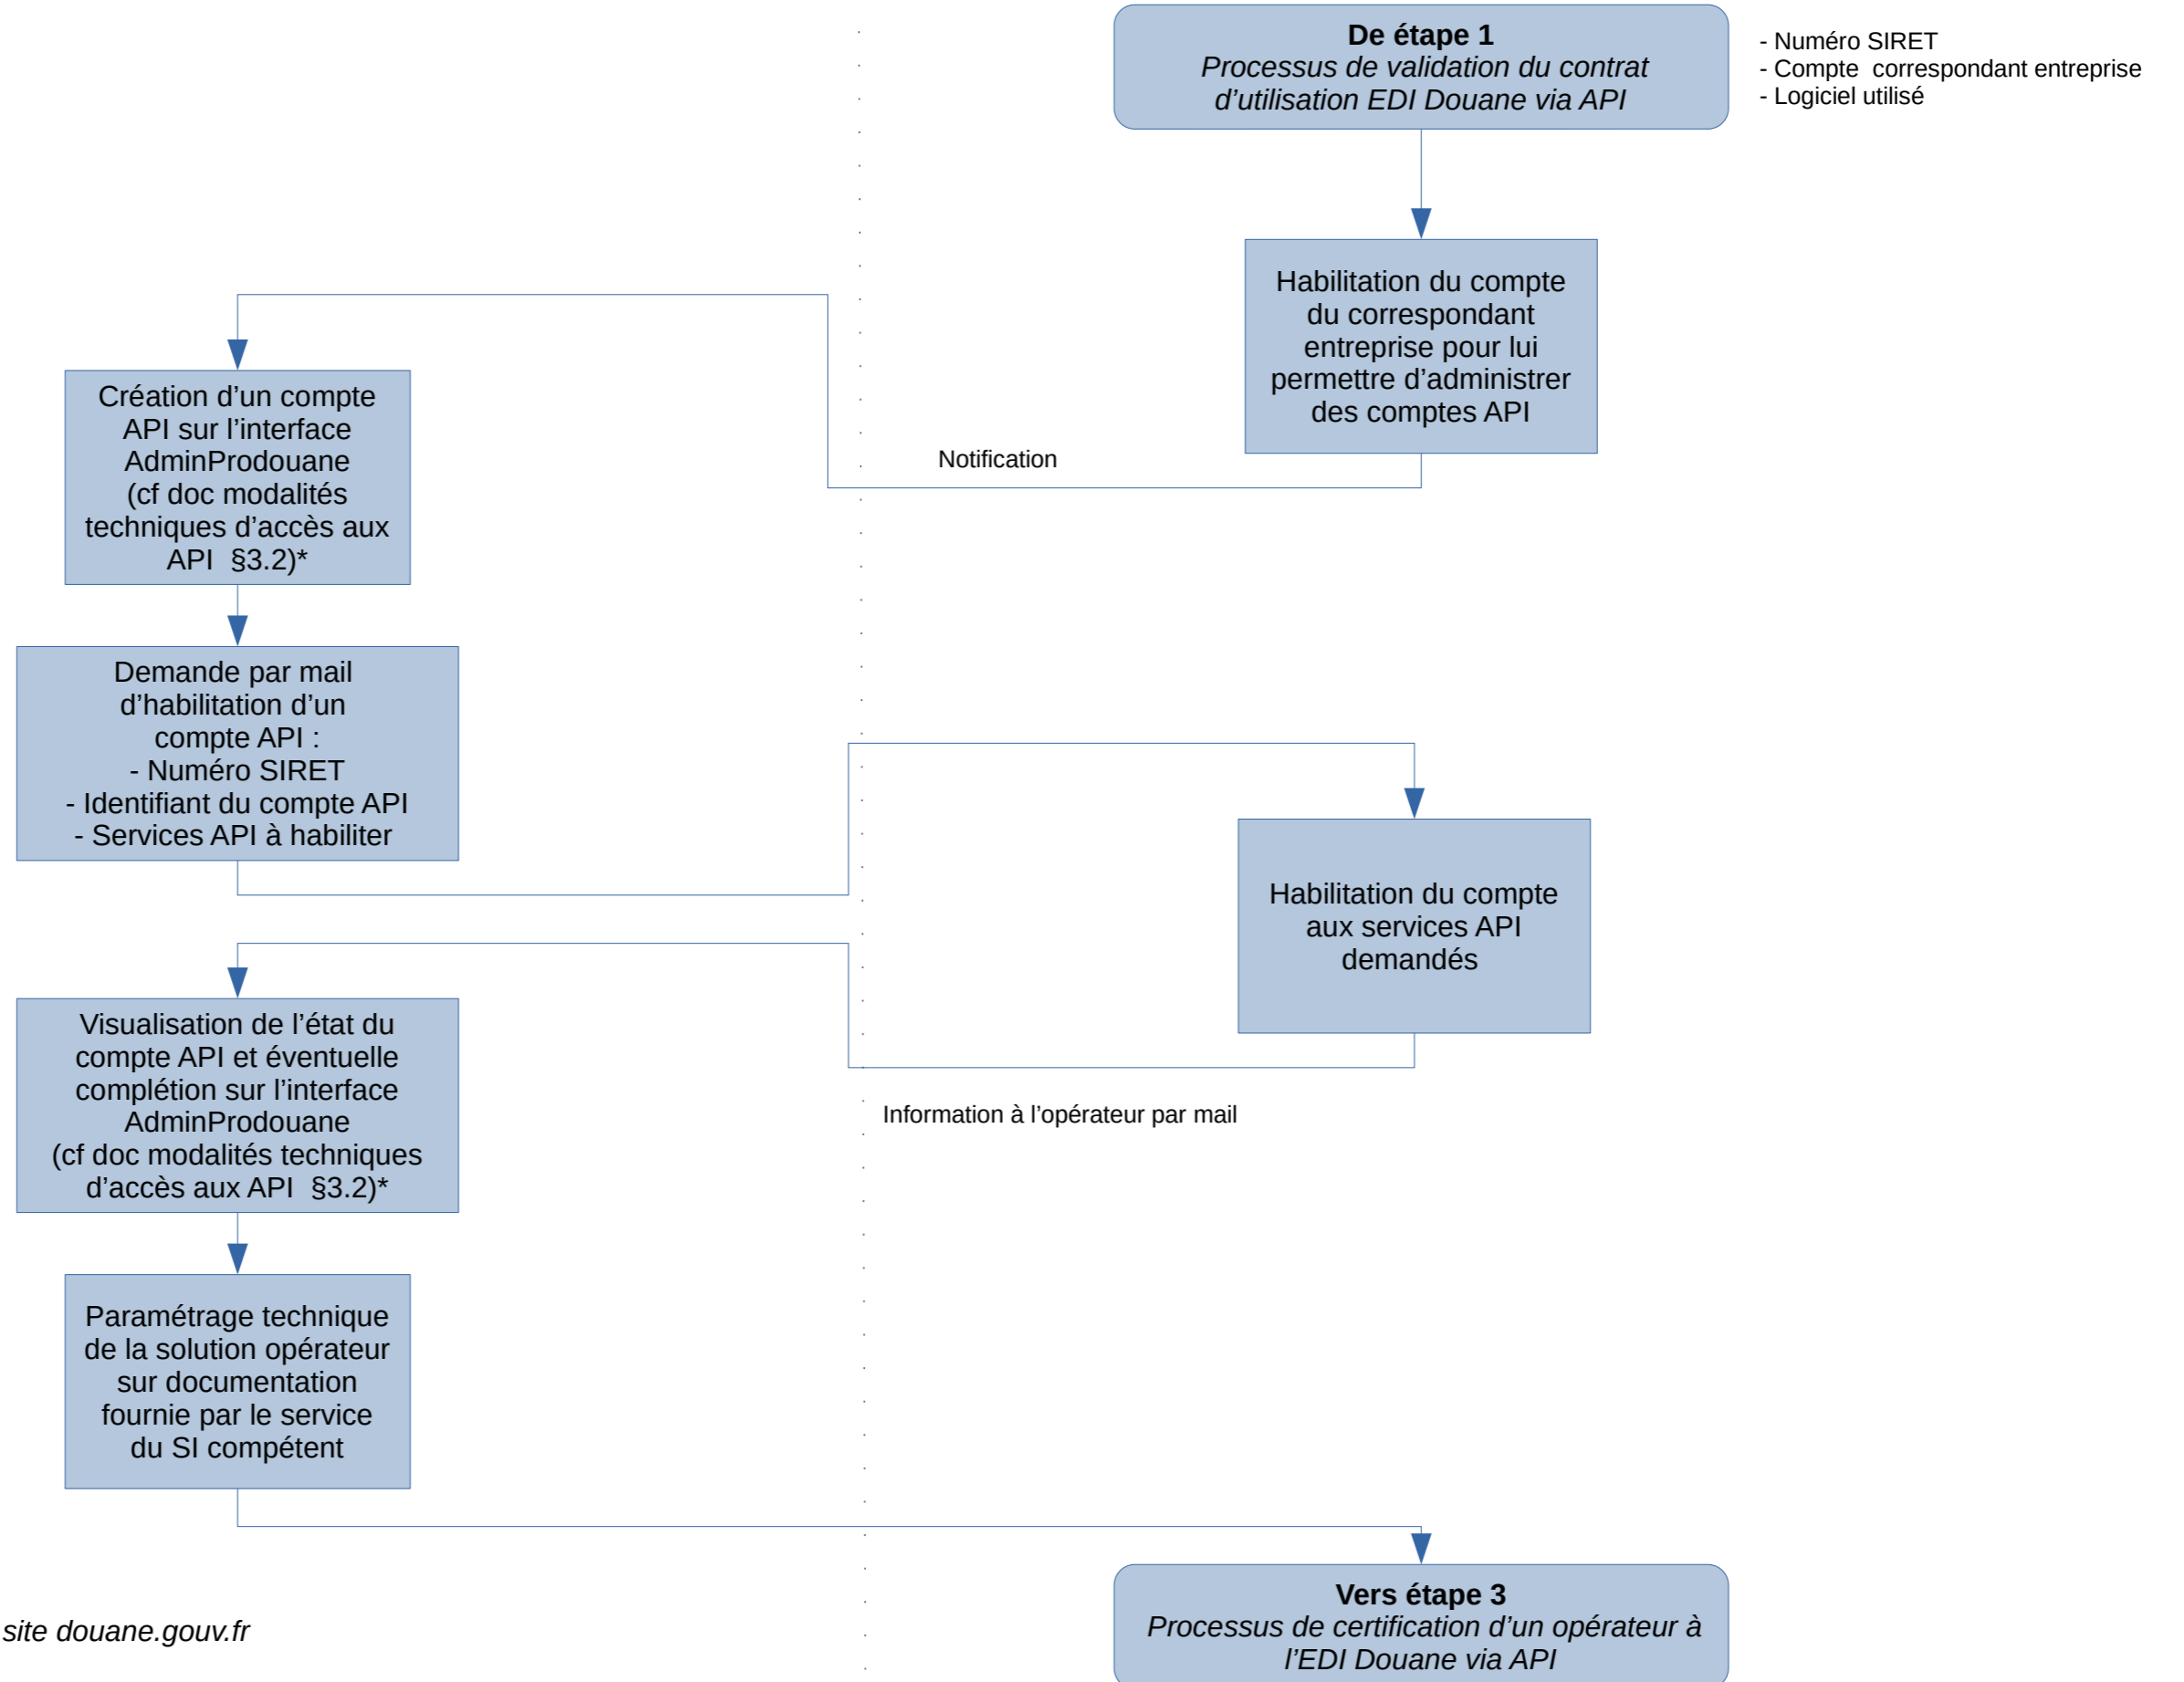 De étape 1
Processus de validation du contrat
d’utilisation EDI Douane via API
- Numéro SIRET
- Compte  correspondant entreprise
- Logiciel utilisé
Habilitation du compte
du correspondant
entreprise pour lui
permettre d’administrer
des comptes API
Notification
Création d’un compte
API sur l’interface
AdminProdouane
(cf doc modalités
techniques d’accès aux
API  §3.2)*
Demande par mail
d’habilitation d’un
compte API :
- Numéro SIRET
- Identifiant du compte API
- Services API à habiliter
Habilitation du compte
aux services API
demandés
Information à l’opérateur par mail
Visualisation de l’état du
compte API et éventuelle
complétion sur l’interface
AdminProdouane
(cf doc modalités techniques
d’accès aux API  §3.2)*
Paramétrage technique
de la solution opérateur
sur documentation
fournie par le service
du SI compétent
Vers étape 3
Processus de certification d’un opérateur à
l’EDI Douane via API
site douane.gouv.fr